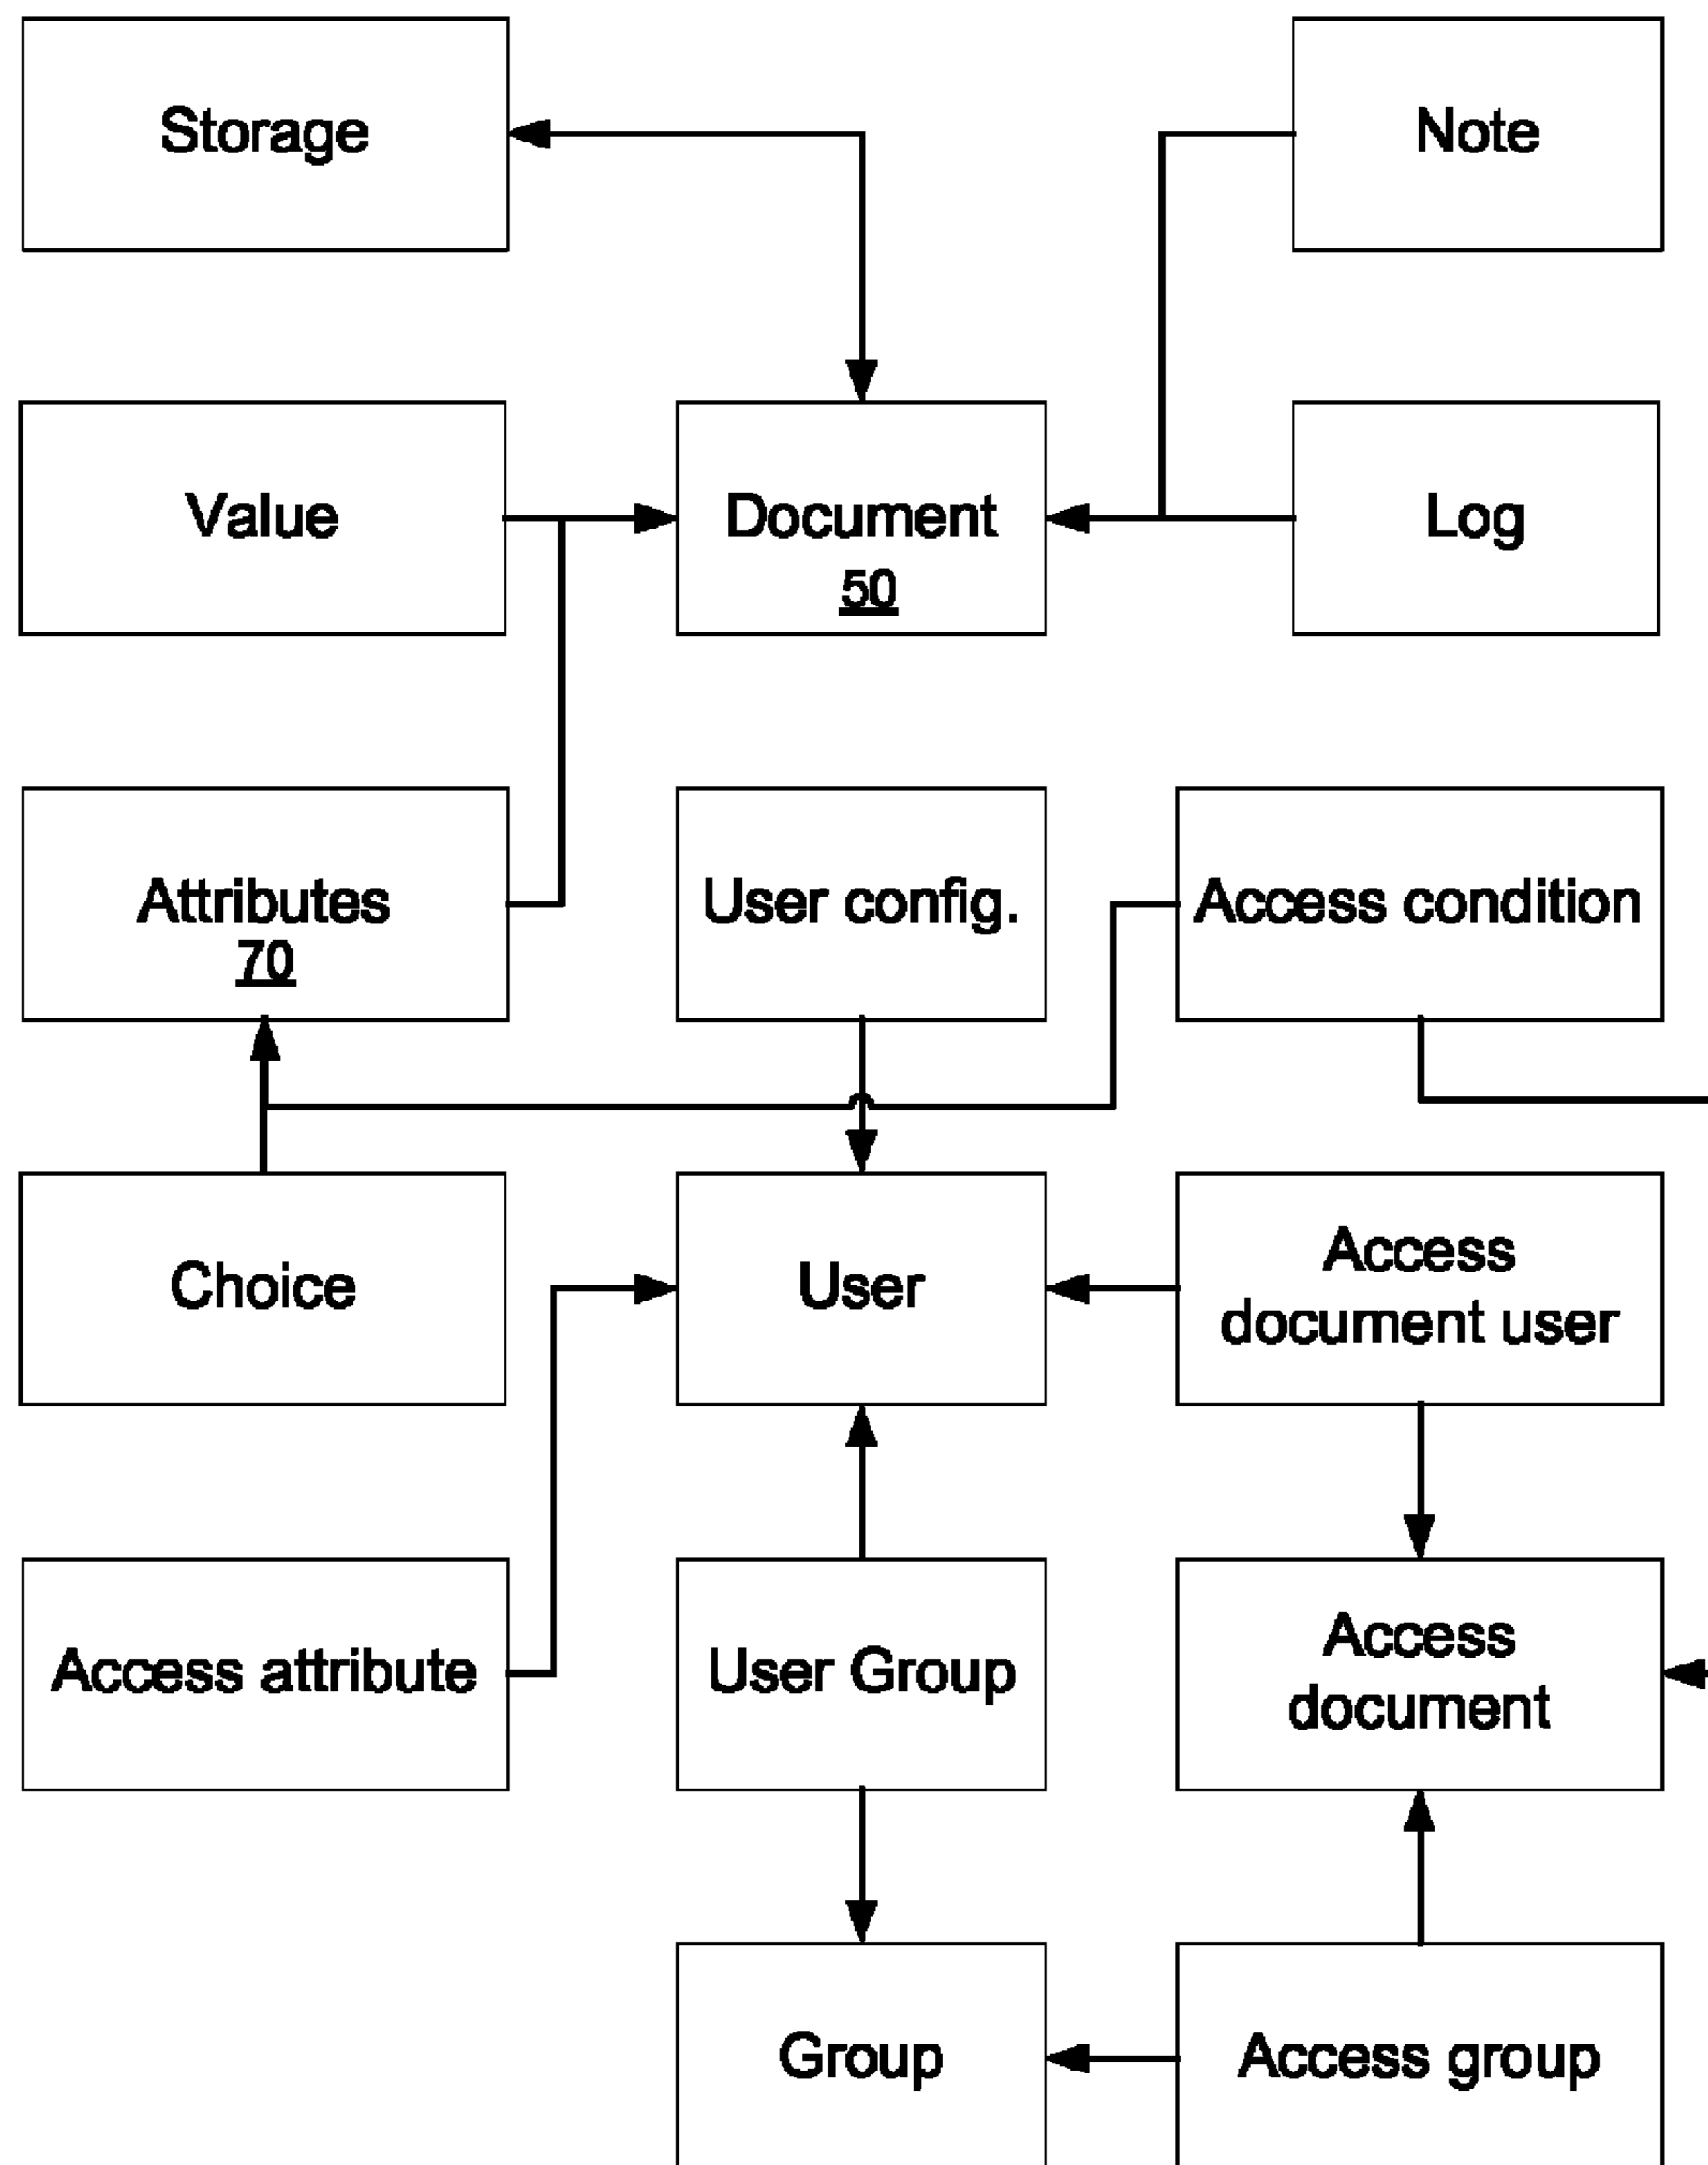 Storage
Note
Value
Document
50
Log
Attributes
70
User config.
Access condition
Choice
User
Access
document user
Access attribute
User Group
Access
document
Group
Access group